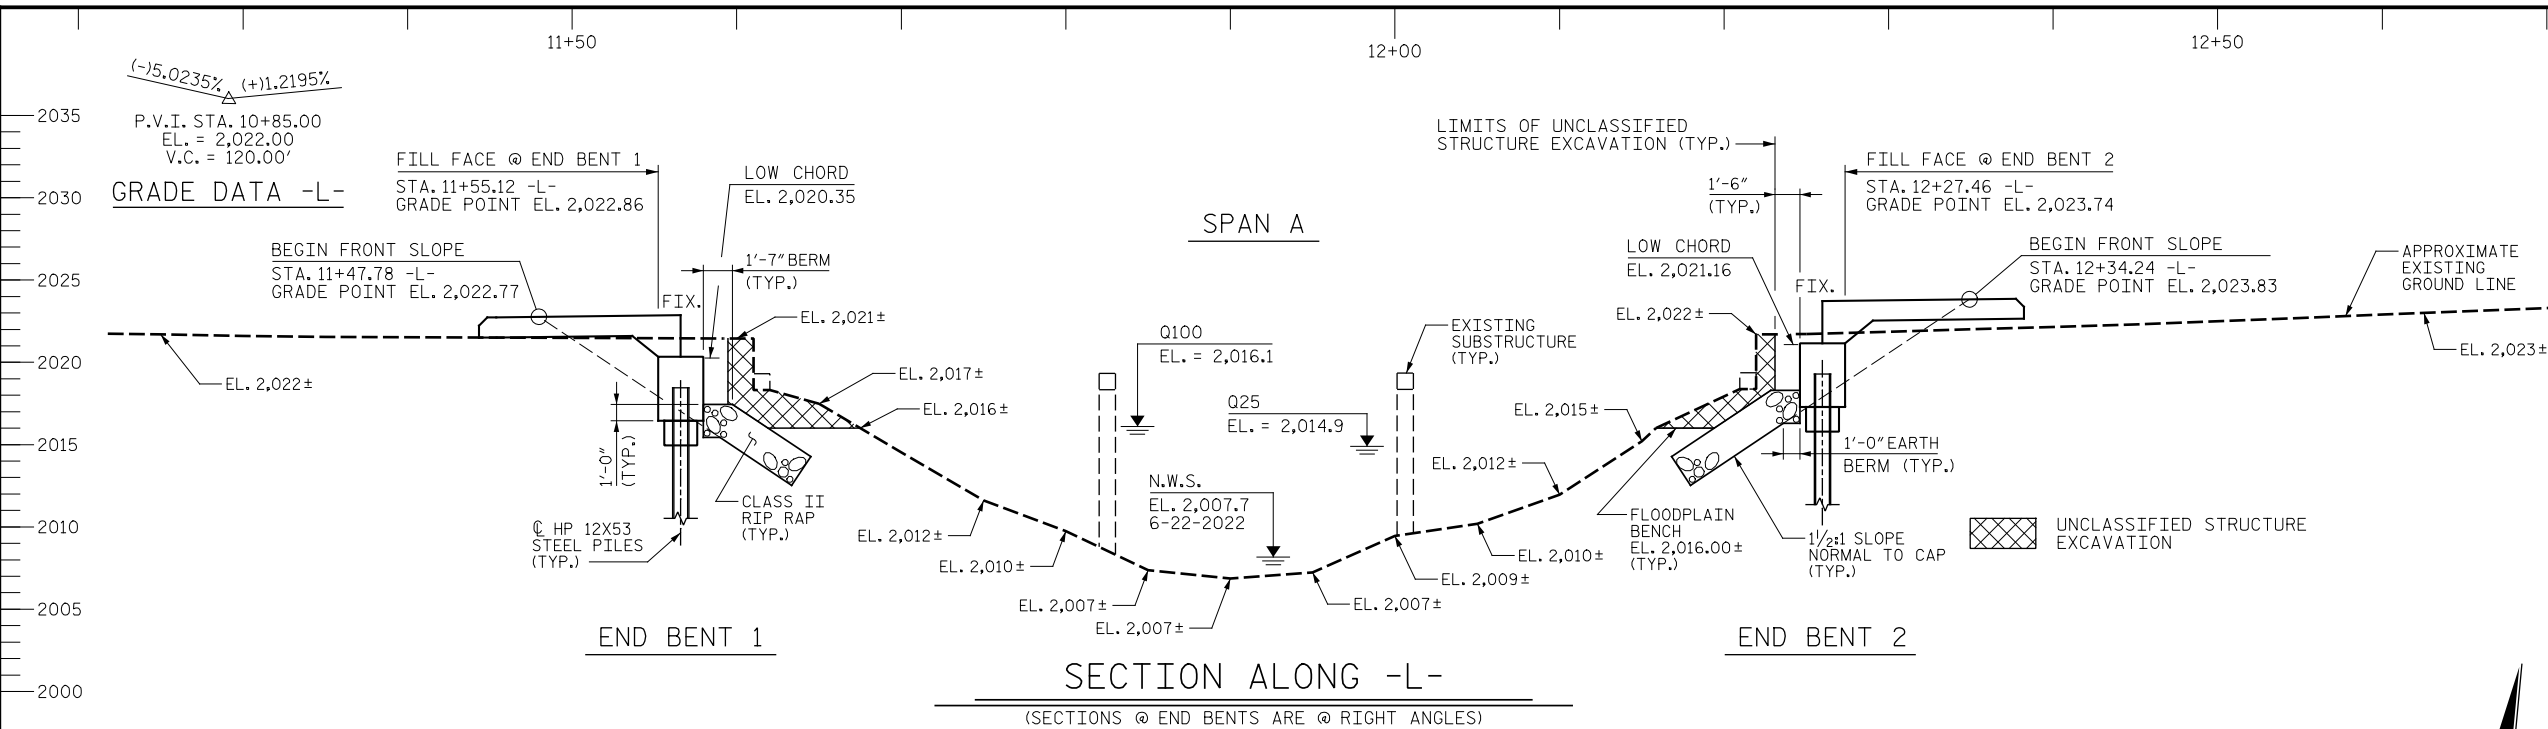 11+50
12+00
12+50
(-)5.0235% (+)1.2195%
P.V.I. STA. 10+85.00
EL. = 2,022.00
V.C. = 120.00'
GRADE DATA -L-
2035
2030
2025
2020
2015
2010
2005
2000
FILL FACE @ END BENT 1
STA. 11+55.12 -L-
GRADE POINT EL. 2,022.86
LOW CHORD
EL. 2,020.35
BEGIN FRONT SLOPE
STA. 11+47.78 -L-
GRADE POINT EL. 2,022.77
1'-7" BERM
(TYP.)
FIX.
EL. 2,021±
EL. 2,022±
EL. 2,017±
EL. 2,016±
1'-0"
(TYP.)
CLASS II
RIP RAP
(TYP.)
℄ HP 12X53
STEEL PILES
(TYP.)
EL. 2,012±
EL. 2,010±
EL. 2,007±
EL. 2,007±
EL. 2,007±
SPAN A
Q100
EL. = 2,016.1
Q25
EL. = 2,014.9
N.W.S.
EL. 2,007.7
6-22-2022
EXISTING
SUBSTRUCTURE
(TYP.)
LIMITS OF UNCLASSIFIED
STRUCTURE EXCAVATION (TYP.)
1'-6"
(TYP.)
FILL FACE @ END BENT 2
STA. 12+27.46 -L-
GRADE POINT EL. 2,023.74
LOW CHORD
EL. 2,021.16
FIX.
BEGIN FRONT SLOPE
STA. 12+34.24 -L-
GRADE POINT EL. 2,023.83
APPROXIMATE
EXISTING
GROUND LINE
EL. 2,022±
EL. 2,023±
EL. 2,015±
EL. 2,012±
EL. 2,010±
EL. 2,009±
1'-0" EARTH
BERM (TYP.)
FLOODPLAIN
BENCH
EL. 2,016.00±
(TYP.)
1½:1 SLOPE
NORMAL TO CAP
(TYP.)
UNCLASSIFIED STRUCTURE
EXCAVATION
END BENT 1
END BENT 2
SECTION ALONG -L-
(SECTIONS @ END BENTS ARE @ RIGHT ANGLES)